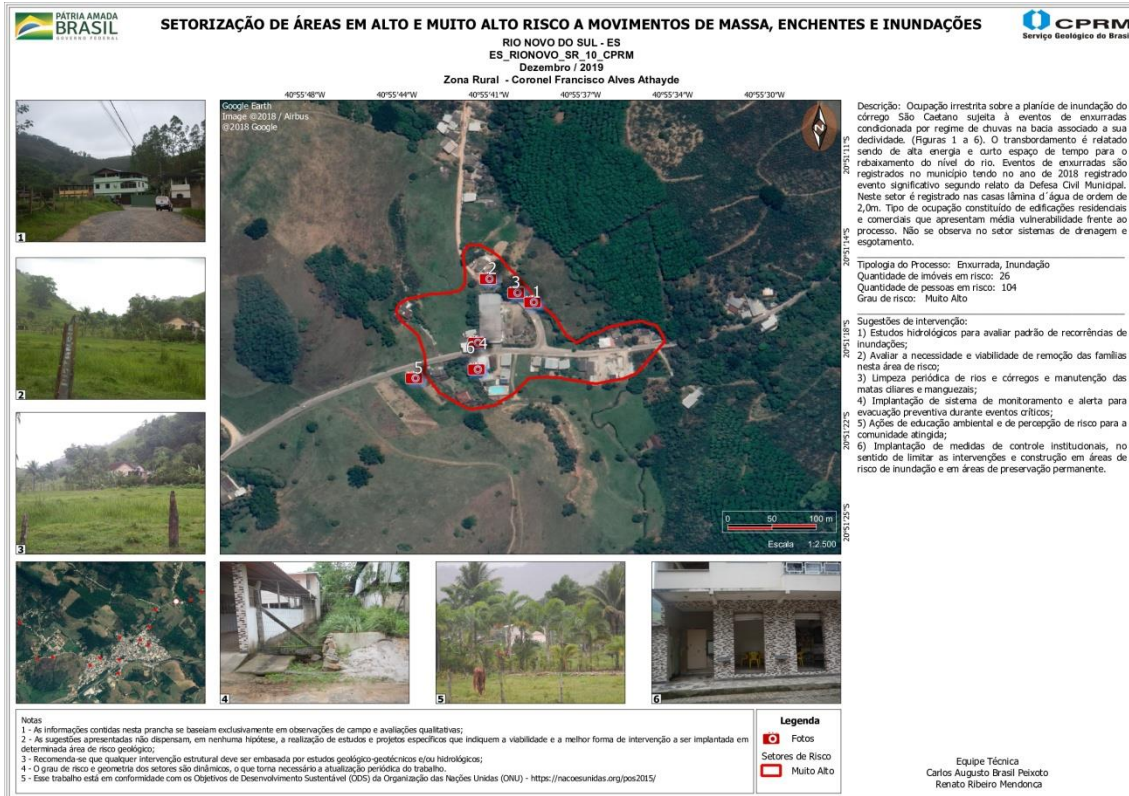 PÁTRIA AMADA
BRASIL
GOVERNO FEDERAL
SETORIZAÇÃO DE ÁREAS EM ALTO E MUITO ALTO RISCO A MOVIMENTOS DE MASSA, ENCHENTES E INUNDAÇÕES
CPRM
Serviço Geológico do Brasil
RIO NOVO DO SUL - ES
ES_RIONOVO_SR_10_CPRM
Dezembro / 2019
Zona Rural - Coronel Francisco Alves Athayde
40°55'48"W 40°55'44"W 40°55'41"W 40°55'37"W 40°55'34"W 40°55'30"W
Google Earth
Image @2018 / Airbus
@2018 Google
N
20°51'11"S
20°51'14"S
20°51'18"S
20°51'22"S
20°51'25"S
2
3
1
6
4
5
0 50 100 m
Escala 1:2.500
1
2
3
4
5
6
Descrição: Ocupação irrestrita sobre a planície de inundação do
córrego São Caetano sujeita à eventos de enxurradas
condicionada por regime de chuvas na bacia associado a sua
declividade. (Figuras 1 a 6). O transbordamento é relatado
sendo de alta energia e curto espaço de tempo para o
rebaixamento do nível do rio. Eventos de enxurradas são
registrados no município tendo no ano de 2018 registrado
evento significativo segundo relato da Defesa Civil Municipal.
Neste setor é registrado nas casas lâmina d´água de ordem de
2,0m. Tipo de ocupação constituído de edificações residenciais
e comerciais que apresentam média vulnerabilidade frente ao
processo. Não se observa no setor sistemas de drenagem e
esgotamento.
Tipologia do Processo: Enxurrada, Inundação
Quantidade de imóveis em risco: 26
Quantidade de pessoas em risco: 104
Grau de risco: Muito Alto
Sugestões de intervenção:
1) Estudos hidrológicos para avaliar padrão de recorrências de
inundações;
2) Avaliar a necessidade e viabilidade de remoção das famílias
nesta área de risco;
3) Limpeza periódica de rios e córregos e manutenção das
matas ciliares e manguezais;
4) Implantação de sistema de monitoramento e alerta para
evacuação preventiva durante eventos críticos;
5) Ações de educação ambiental e de percepção de risco para a
comunidade atingida;
6) Implantação de medidas de controle institucionais, no
sentido de limitar as intervenções e construção em áreas de
risco de inundação e em áreas de preservação permanente.
Notas
1 - As informações contidas nesta prancha se baseiam exclusivamente em observações de campo e avaliações qualitativas;
2 - As sugestões apresentadas não dispensam, em nenhuma hipótese, a realização de estudos e projetos específicos que indiquem a viabilidade e a melhor forma de intervenção a ser implantada em
determinada área de risco geológico;
3 - Recomenda-se que qualquer intervenção estrutural deve ser embasada por estudos geológico-geotécnicos e/ou hidrológicos;
4 - O grau de risco e geometria dos setores são dinâmicos, o que torna necessário a atualização periódica do trabalho.
5 - Esse trabalho está em conformidade com os Objetivos de Desenvolvimento Sustentável (ODS) da Organização das Nações Unidas (ONU) - https://nacoesunidas.org/pos2015/
Legenda
Fotos
Setores de Risco
Muito Alto
Equipe Técnica
Carlos Augusto Brasil Peixoto
Renato Ribeiro Mendonca